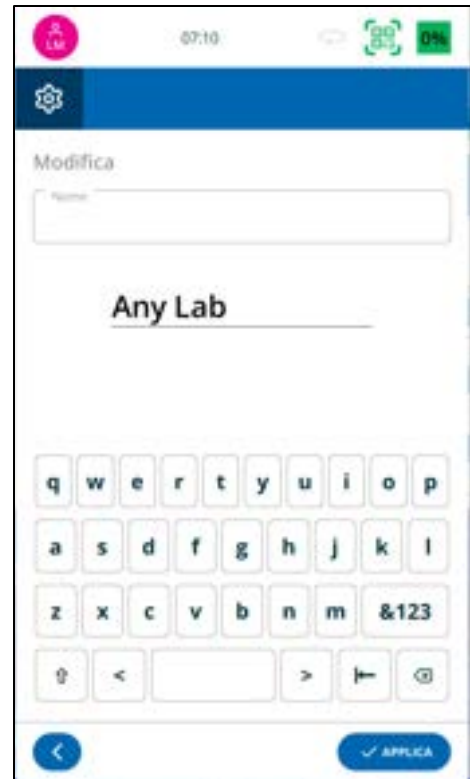 LM 07:10 0%
Modifica
Nome
Any Lab
q w e r t y u i o p
a s d f g h j k l
z x c v b n m &123
< >
APPLICA